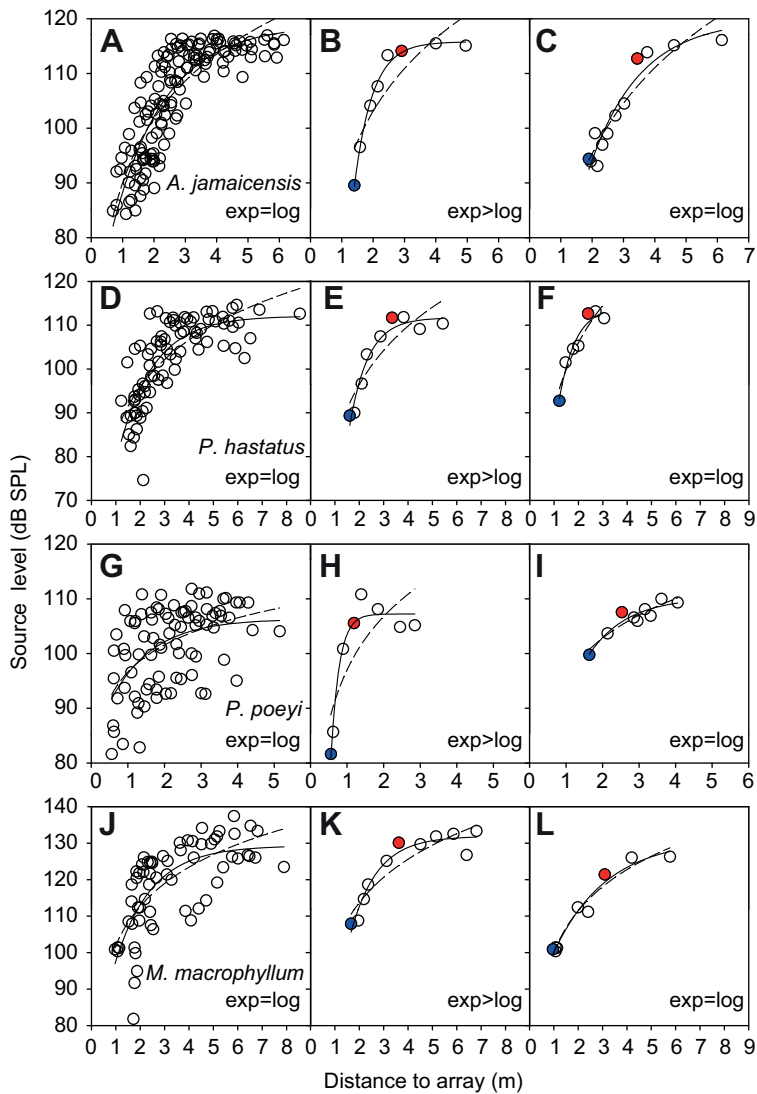 A B C
120
110
100
90
80
A. jamaicensis
exp=log exp>log exp=log
0 1 2 3 4 5 6 7 0 1 2 3 4 5 6 7 0 1 2 3 4 5 6 7
D E F
120
110
100
90
80
70
P. hastatus
exp=log exp>log exp=log
0 1 2 3 4 5 6 7 8 0 1 2 3 4 5 6 7 8 0 1 2 3 4 5 6 7 8 9
G H I
120
110
100
90
80
P. poeyi
exp=log exp>log exp=log
0 1 2 3 4 5 0 1 2 3 4 5 0 1 2 3 4 5 6
J K L
140
130
120
110
100
90
80
M. macrophyllum
exp=log exp>log exp=log
0 1 2 3 4 5 6 7 8 0 1 2 3 4 5 6 7 8 0 1 2 3 4 5 6 7 8 9
Source level (dB SPL)
Distance to array (m)